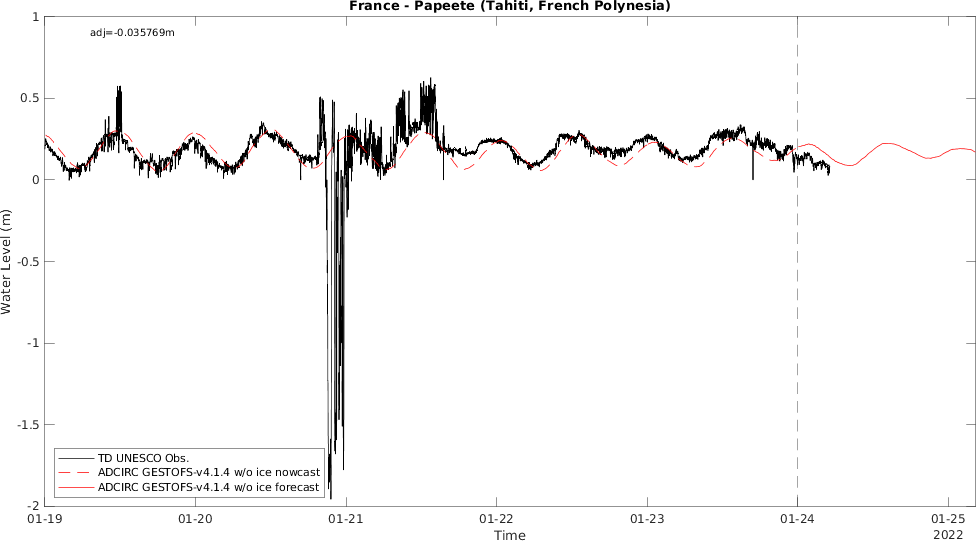 France - Papeete (Tahiti, French Polynesia)
adj=-0.035769m
1
0.5
0
-0.5
-1
-1.5
-2
Water Level (m)
TD UNESCO Obs.
ADCIRC GESTOFS-v4.1.4 w/o ice nowcast
ADCIRC GESTOFS-v4.1.4 w/o ice forecast
01-19 01-20 01-21 01-22 01-23 01-24 01-25
Time
2022